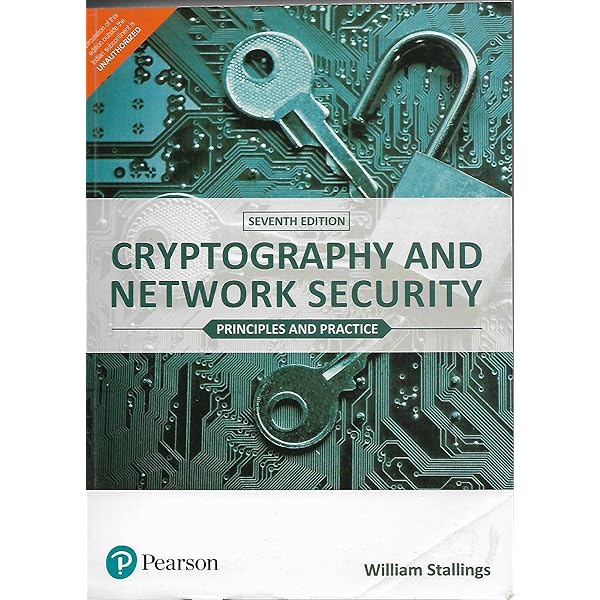 Circulation of this
edition outside the
Indian subcontinent is
UNAUTHORIZED
SEVENTH EDITION
CRYPTOGRAPHY AND
NETWORK SECURITY
PRINCIPLES AND PRACTICE
Pearson
William Stallings